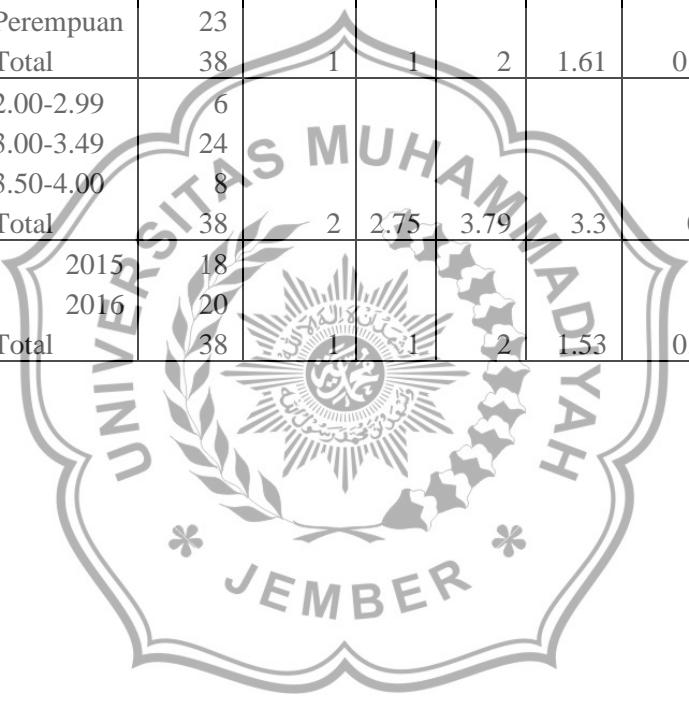 Perempuan 23
Total 38 1 1 2 1.61 0.
2.00-2.99 6
3.00-3.49 24
3.50-4.00 8
Total 38 2 2.75 3.79 3.3
2015 18
2016 20
Total 38 1 1 2 1.53 0.
UNIVERSITAS MUHAMMADIYAH
JEMBER